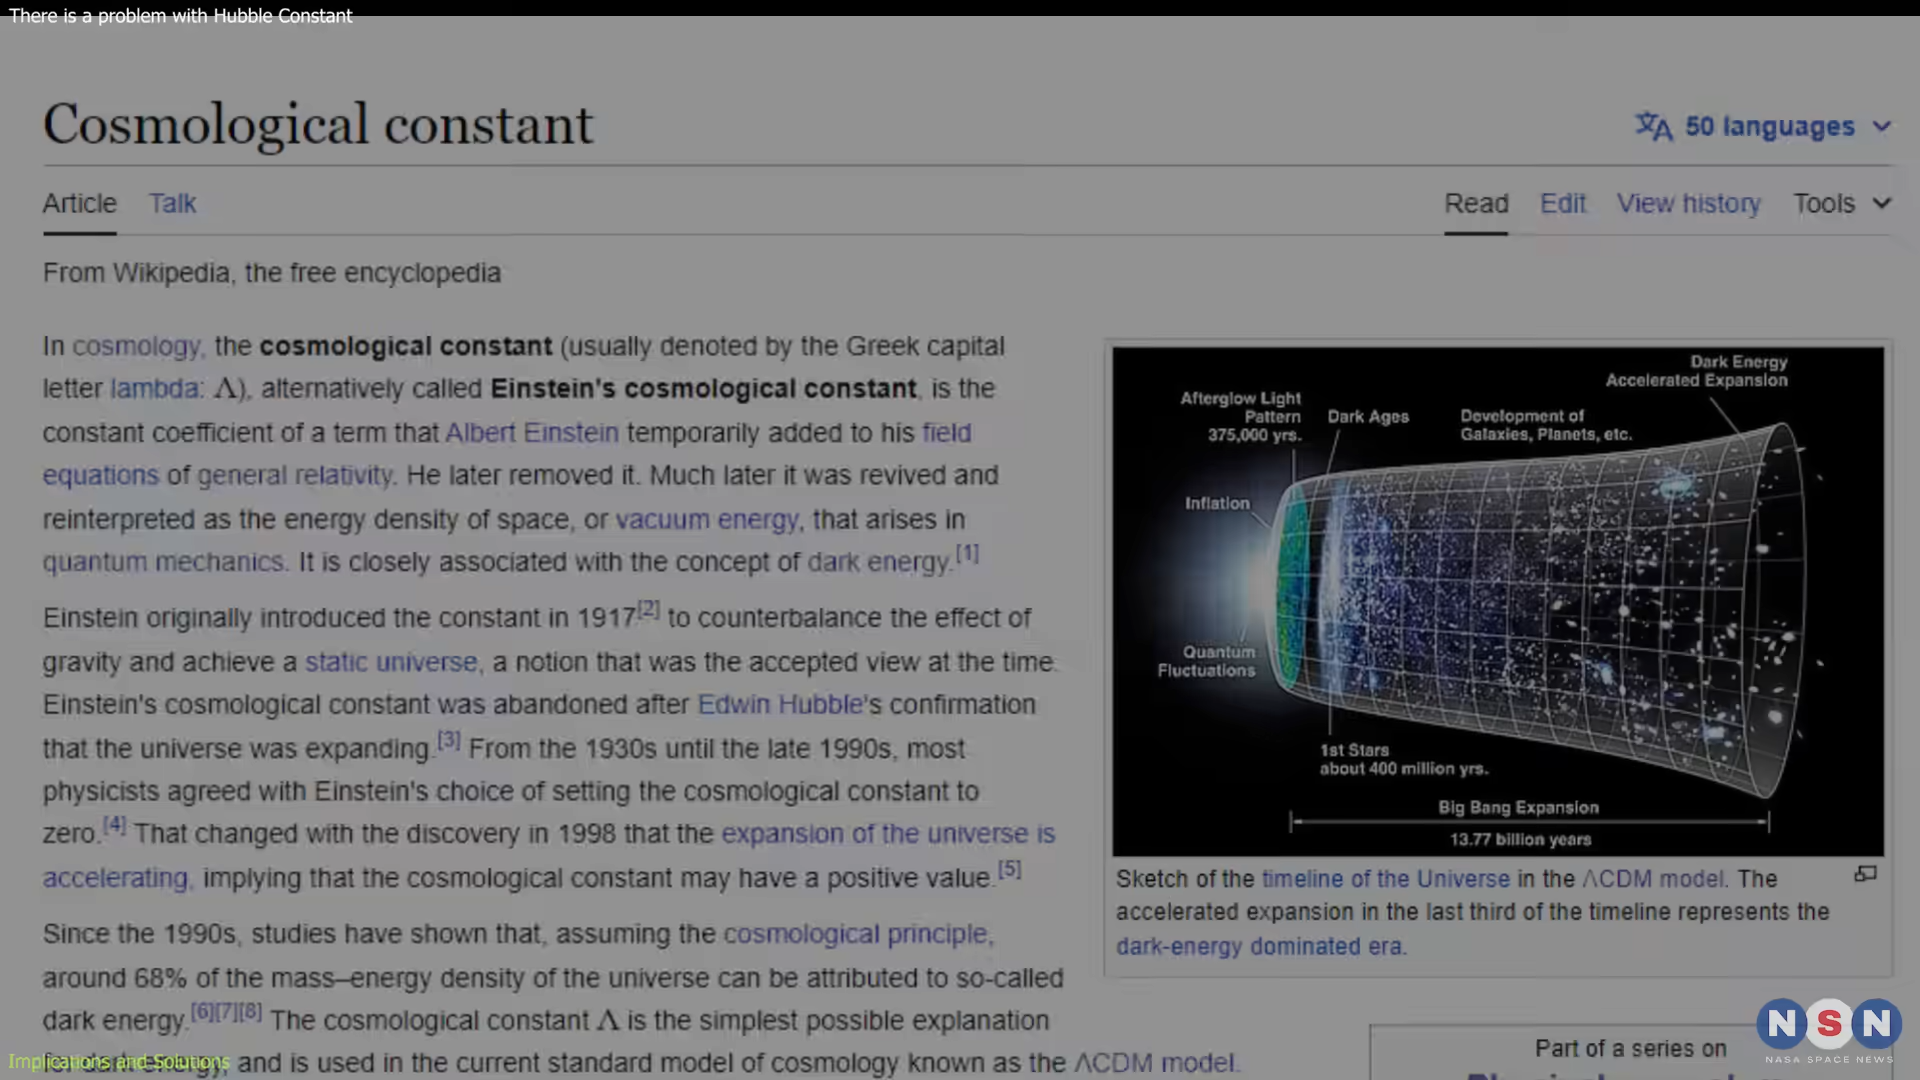 There is a problem with Hubble Constant
Cosmological constant
50 languages
Article Talk
Read Edit View history Tools
From Wikipedia, the free encyclopedia
In cosmology, the cosmological constant (usually denoted by the Greek capital
letter lambda: Λ), alternatively called Einstein's cosmological constant, is the
constant coefficient of a term that Albert Einstein temporarily added to his field
equations of general relativity. He later removed it. Much later it was revived and
reinterpreted as the energy density of space, or vacuum energy, that arises in
quantum mechanics. It is closely associated with the concept of dark energy.[1]
Einstein originally introduced the constant in 1917[2] to counterbalance the effect of
gravity and achieve a static universe, a notion that was the accepted view at the time.
Einstein's cosmological constant was abandoned after Edwin Hubble's confirmation
that the universe was expanding.[3] From the 1930s until the late 1990s, most
physicists agreed with Einstein's choice of setting the cosmological constant to
zero.[4] That changed with the discovery in 1998 that the expansion of the universe is
accelerating, implying that the cosmological constant may have a positive value.[5]
Since the 1990s, studies have shown that, assuming the cosmological principle,
around 68% of the mass–energy density of the universe can be attributed to so-called
dark energy.[6][7][8] The cosmological constant Λ is the simplest possible explanation
for dark energy, and is used in the current standard model of cosmology known as the ΛCDM model.
Implications and Solutions
Dark Energy
Accelerated Expansion
Afterglow Light
Pattern
375,000 yrs.
Dark Ages
Development of
Galaxies, Planets, etc.
Inflation
Quantum
Fluctuations
1st Stars
about 400 million yrs.
Big Bang Expansion
13.77 billion years
Sketch of the timeline of the Universe in the ΛCDM model. The
accelerated expansion in the last third of the timeline represents the
dark-energy dominated era.
Part of a series on
NSN
NASA SPACE NEWS